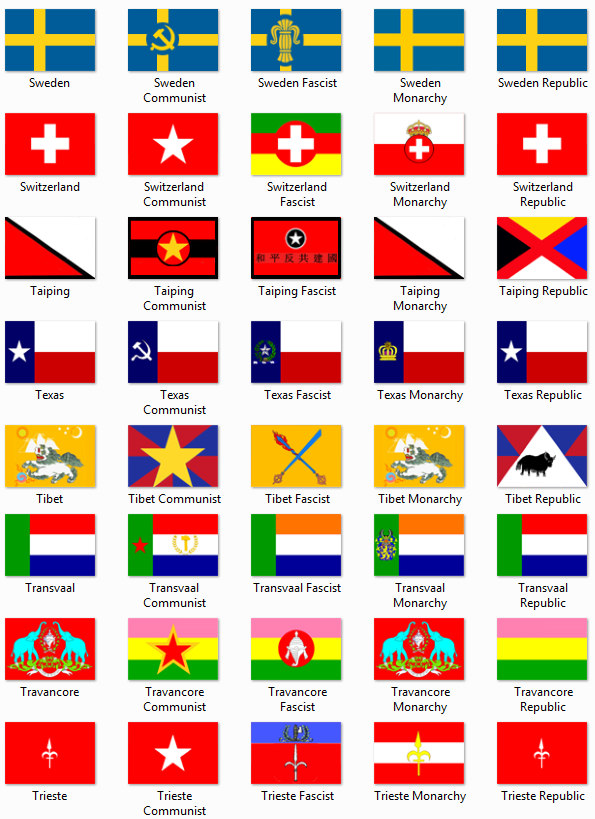 Sweden
Sweden
Communist
Sweden Fascist
Sweden
Monarchy
Sweden Republic
Switzerland
Switzerland
Communist
Switzerland
Fascist
Switzerland
Monarchy
Switzerland
Republic
Taiping
Taiping
Communist
和平反共建國
Taiping Fascist
Taiping
Monarchy
Taiping Republic
Texas
Texas
Communist
Texas Fascist
Texas Monarchy
Texas Republic
Tibet
Tibet Communist
Tibet Fascist
Tibet Monarchy
Tibet Republic
Transvaal
Transvaal
Communist
Transvaal Fascist
Transvaal
Monarchy
Transvaal
Republic
Travancore
Travancore
Communist
Travancore
Fascist
Travancore
Monarchy
Travancore
Republic
Trieste
Trieste
Communist
Trieste Fascist
Trieste Monarchy
Trieste Republic